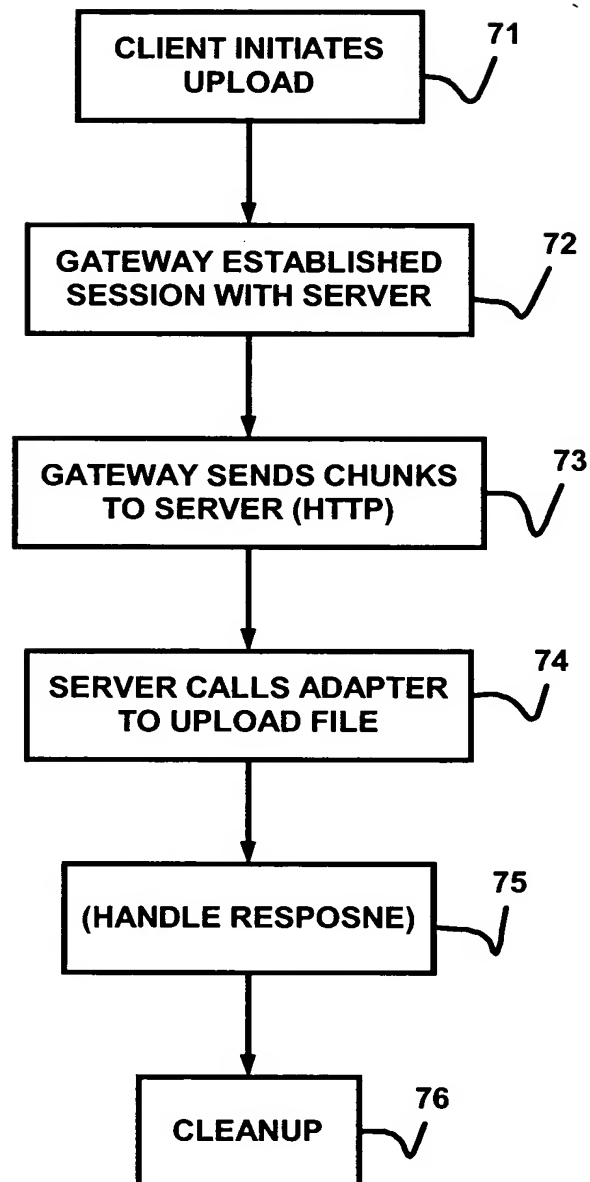 71
CLIENT INITIATES
UPLOAD
72
GATEWAY ESTABLISHED
SESSION WITH SERVER
73
GATEWAY SENDS CHUNKS
TO SERVER (HTTP)
74
SERVER CALLS ADAPTER
TO UPLOAD FILE
75
(HANDLE RESPOSNE)
76
CLEANUP